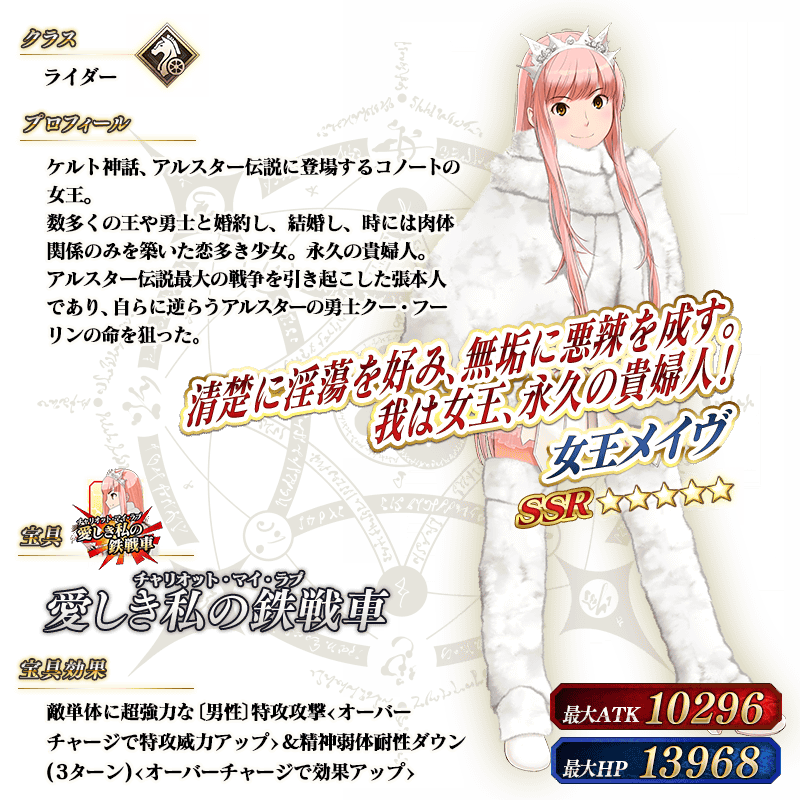 クラス
ライダー
プロフィール
ケルト神話、アルスター伝説に登場するコノートの
女王。
数多くの王や勇士と婚約し、結婚し、時には肉体
関係のみを築いた恋多き少女。永久の貴婦人。
アルスター伝説最大の戦争を引き起こした張本人
であり、自らに逆らうアルスターの勇士クー・フー
リンの命を狙った。
清楚に淫蕩を好み、無垢に悪辣を成す。
我は女王、永久の貴婦人!
女王メイヴ
SSR ☆☆☆☆☆
宝具
チャリオット・マイ・ラブ
愛しき私の
鉄戦車
チャリオット・マイ・ラブ
愛しき私の鉄戦車
宝具効果
敵単体に超強力な〔男性〕特攻攻撃<オーバー
チャージで特攻威力アップ>&精神弱体耐性ダウン
(3ターン)<オーバーチャージで効果アップ>
最大ATK 10296
最大HP 13968